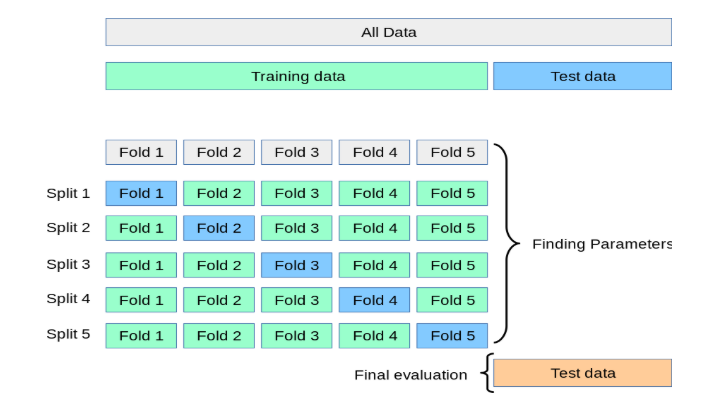 All Data
Training data Test data
Fold 1 Fold 2 Fold 3 Fold 4 Fold 5
Split 1 Fold 1 Fold 2 Fold 3 Fold 4 Fold 5
Split 2 Fold 1 Fold 2 Fold 3 Fold 4 Fold 5
Finding Parameters
Split 3 Fold 1 Fold 2 Fold 3 Fold 4 Fold 5
Split 4 Fold 1 Fold 2 Fold 3 Fold 4 Fold 5
Split 5 Fold 1 Fold 2 Fold 3 Fold 4 Fold 5
Final evaluation Test data